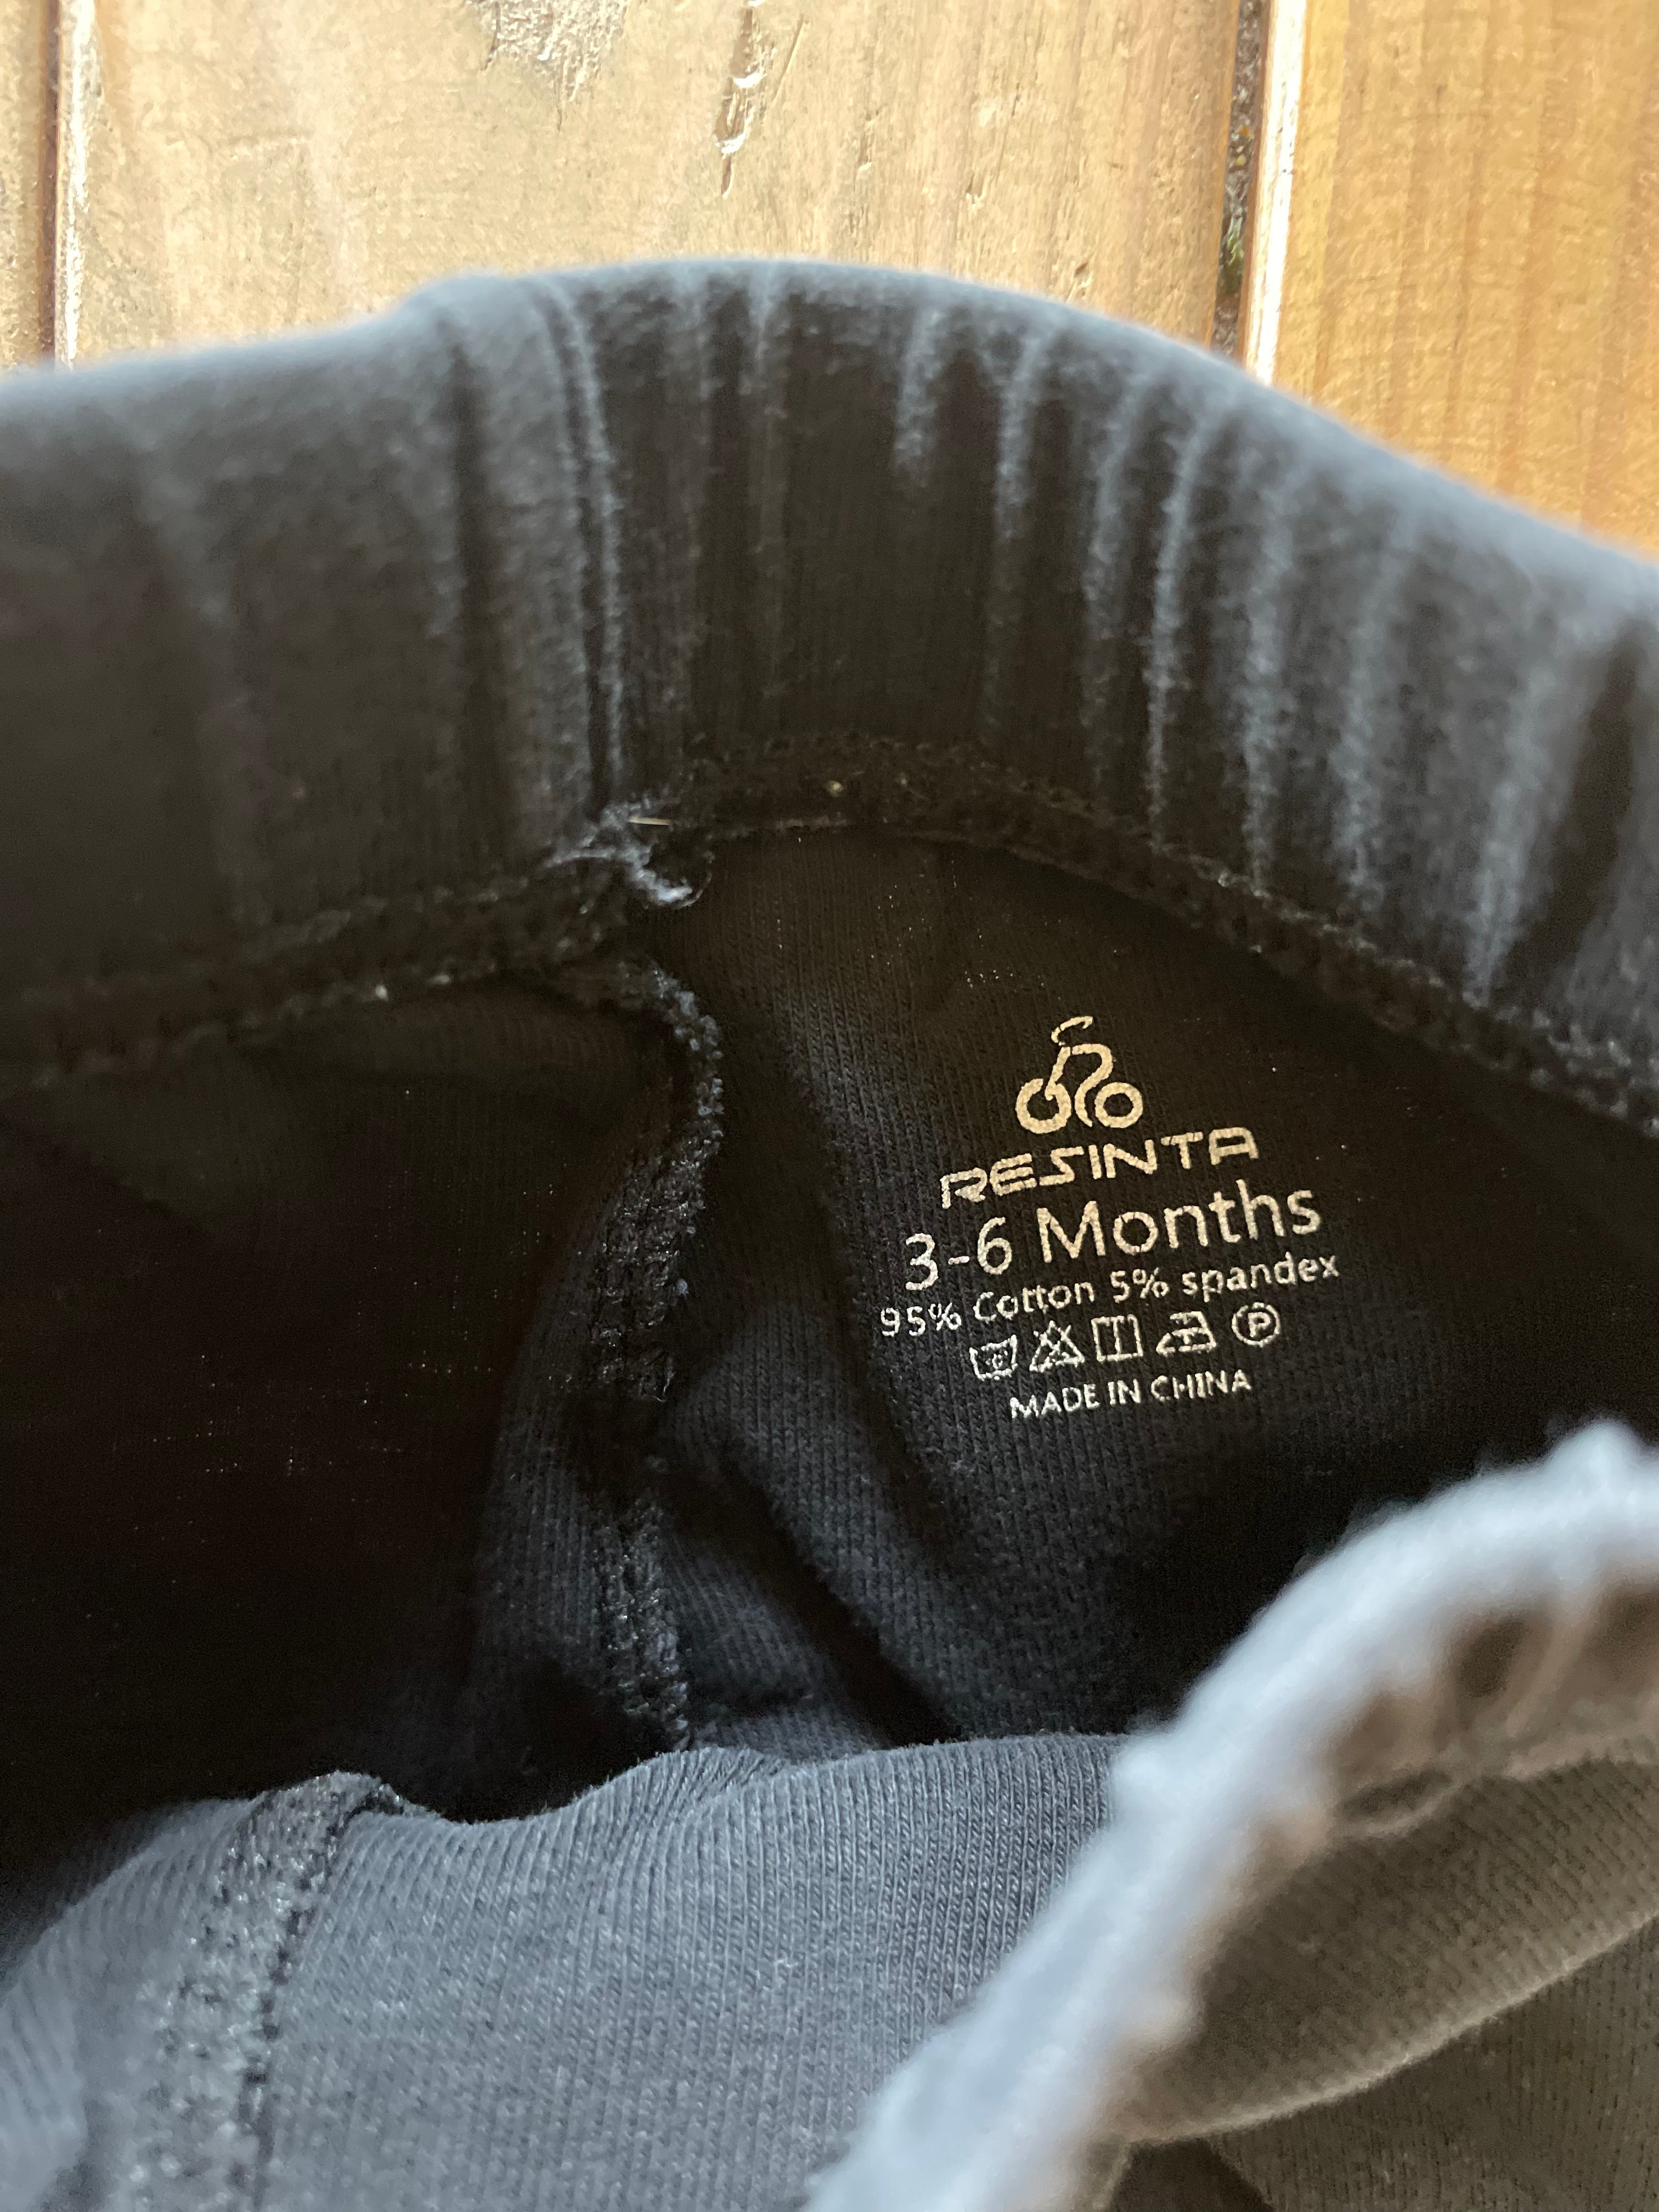 RESINTA
3-6 Months
95% Cotton 5% spandex
P
MADE IN CHINA